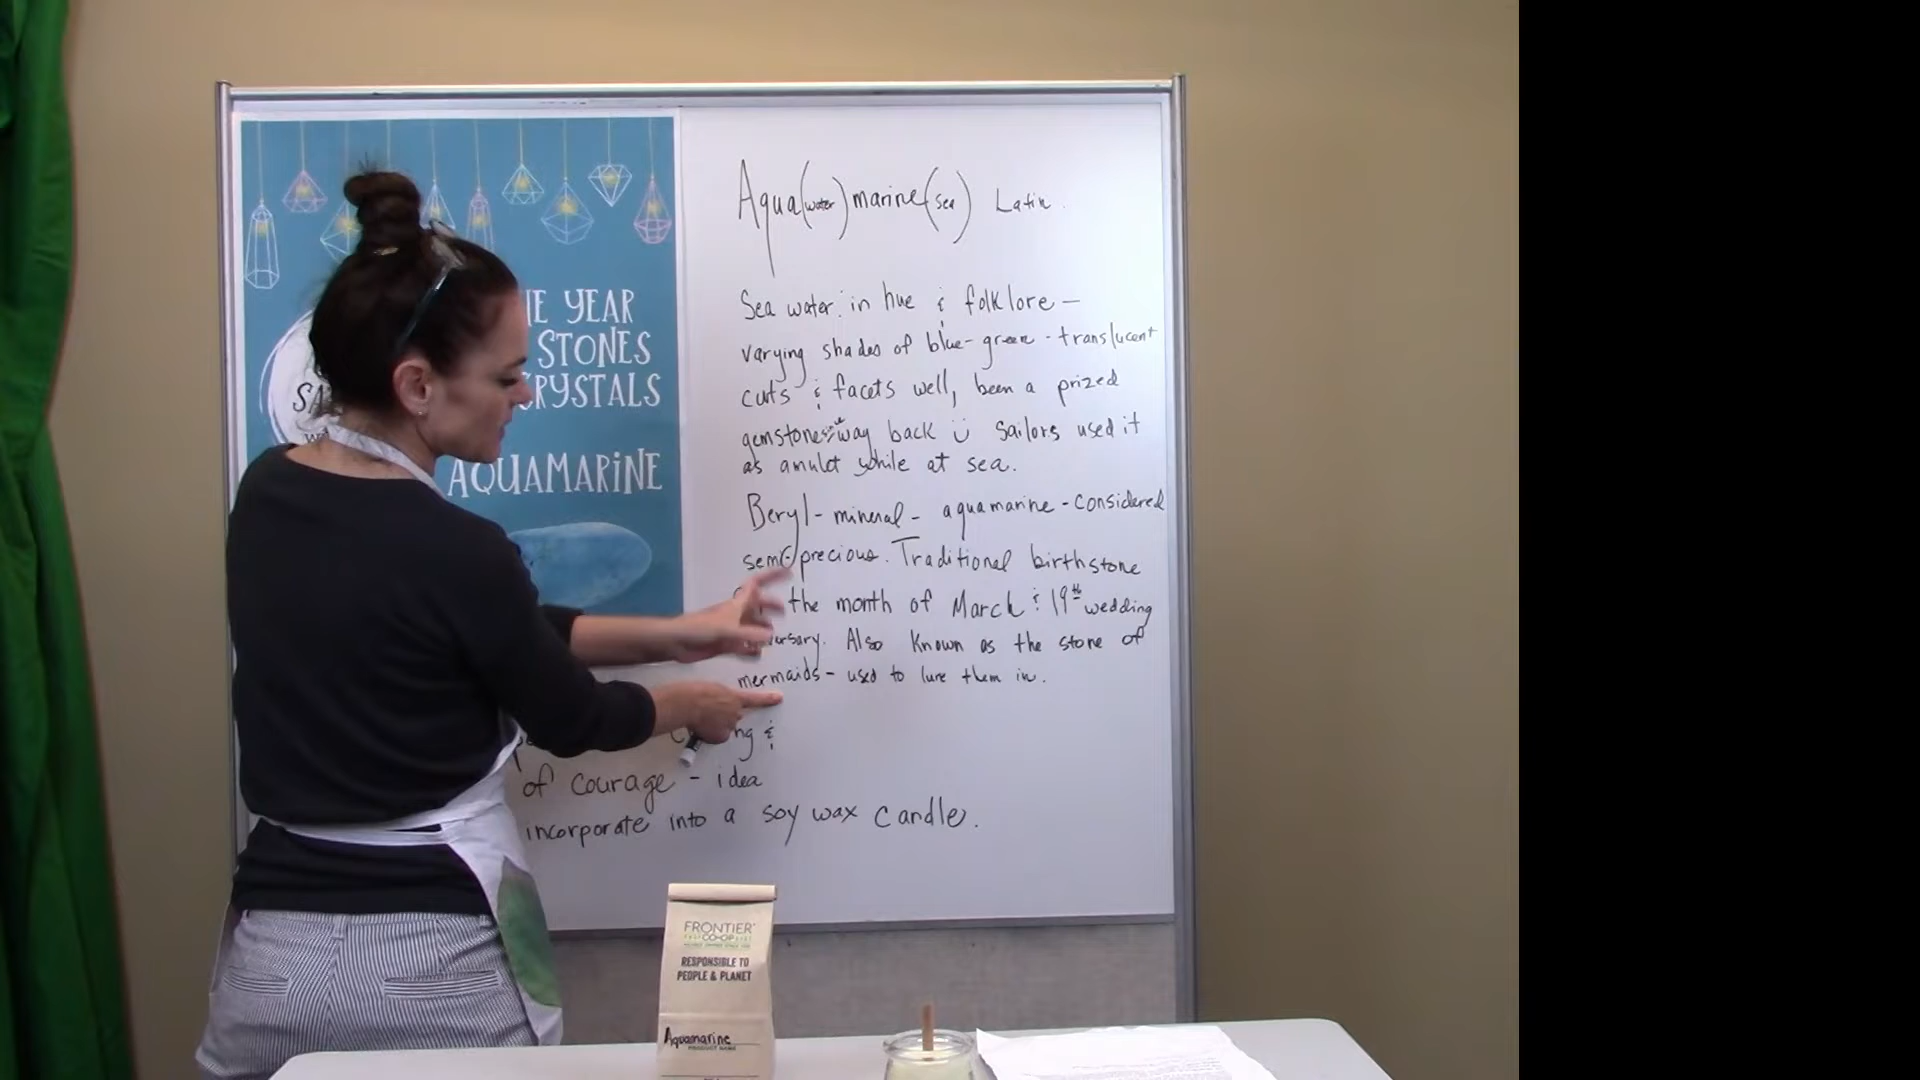 THE YEAR
STONES
CRYSTALS
SA
W
AQUAMARINE
Aqua (water) marine (sea) Latin.
Sea water: in hue & folklore -
varying shades of blue-green - translucent
cuts & facets well, been a prized
gemstone way back Sailors used it
as amulet while at sea.
Beryl - mineral - aquamarine - considered
semi-precious. Traditional birthstone
the month of March & 19th wedding
versary. Also known as the stone of
mermaids - used to lure them in.
ng &
of courage - idea
incorporate into a soy wax candle.
FRONTIER
CO-OP
RESPONSIBLE TO
PEOPLE & PLANET
Aquamarine
PRODUCT NAME